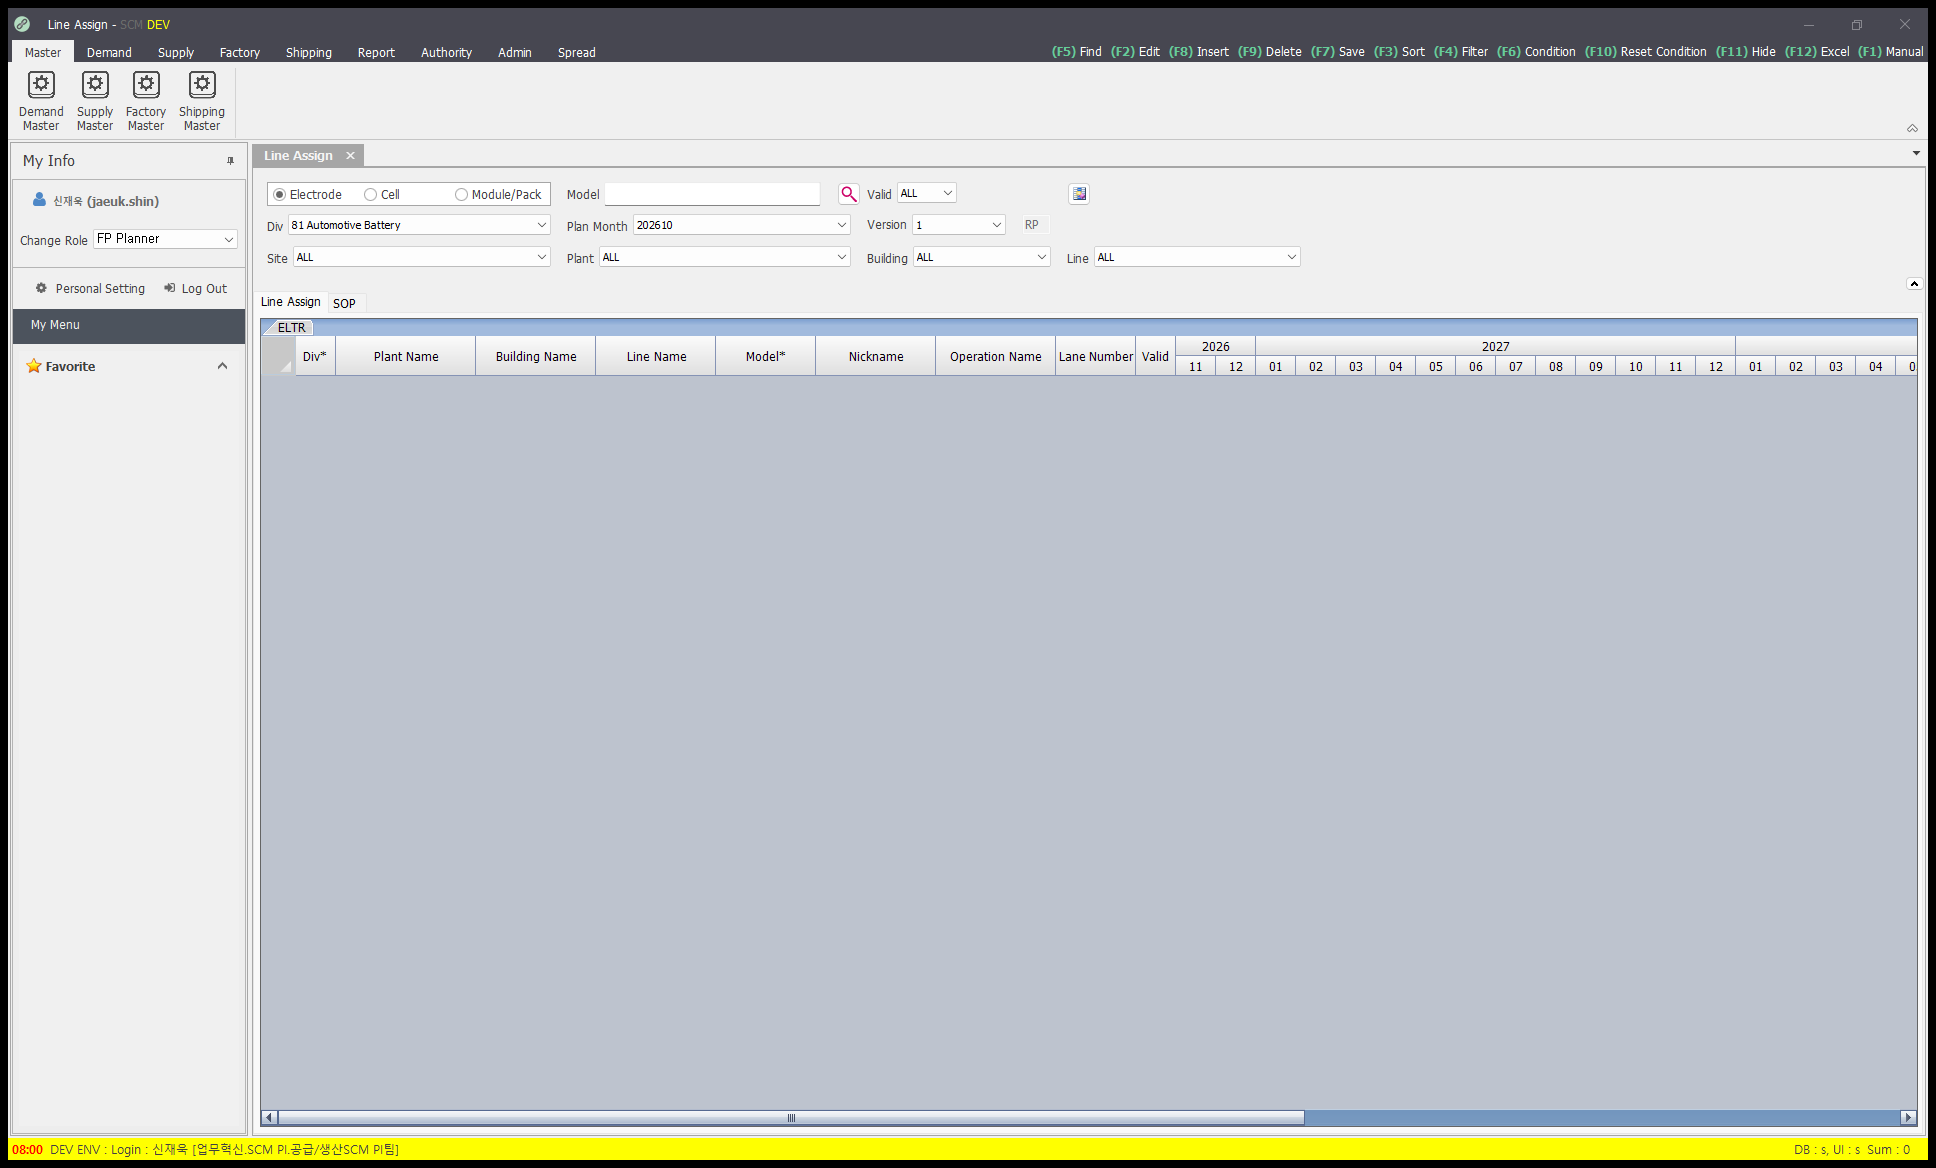 Line Assign - SCM DEV
Master Demand Supply Factory Shipping Report Authority Admin Spread
(F5) Find (F2) Edit (F8) Insert (F9) Delete (F7) Save (F3) Sort (F4) Filter (F6) Condition (F10) Reset Condition (F11) Hide (F12) Excel (F1) Manual
Demand Master
Supply Master
Factory Master
Shipping Master
My Info
신재욱 (jaeuk.shin)
Change Role FP Planner
Personal Setting Log Out
My Menu
Favorite
Line Assign
Electrode Cell Module/Pack Model Valid ALL
Div 81 Automotive Battery Plan Month 202610 Version 1 RP
Site ALL Plant ALL Building ALL Line ALL
Line Assign SOP
ELTR
Div* Plant Name Building Name Line Name Model* Nickname Operation Name Lane Number Valid
2026 2027
11 12 01 02 03 04 05 06 07 08 09 10 11 12 01 02 03 04 0
08:00 DEV ENV : Login : 신재욱 [업무혁신.SCM PI.공급/생산SCM PI팀]
DB : s, UI : s Sum : 0